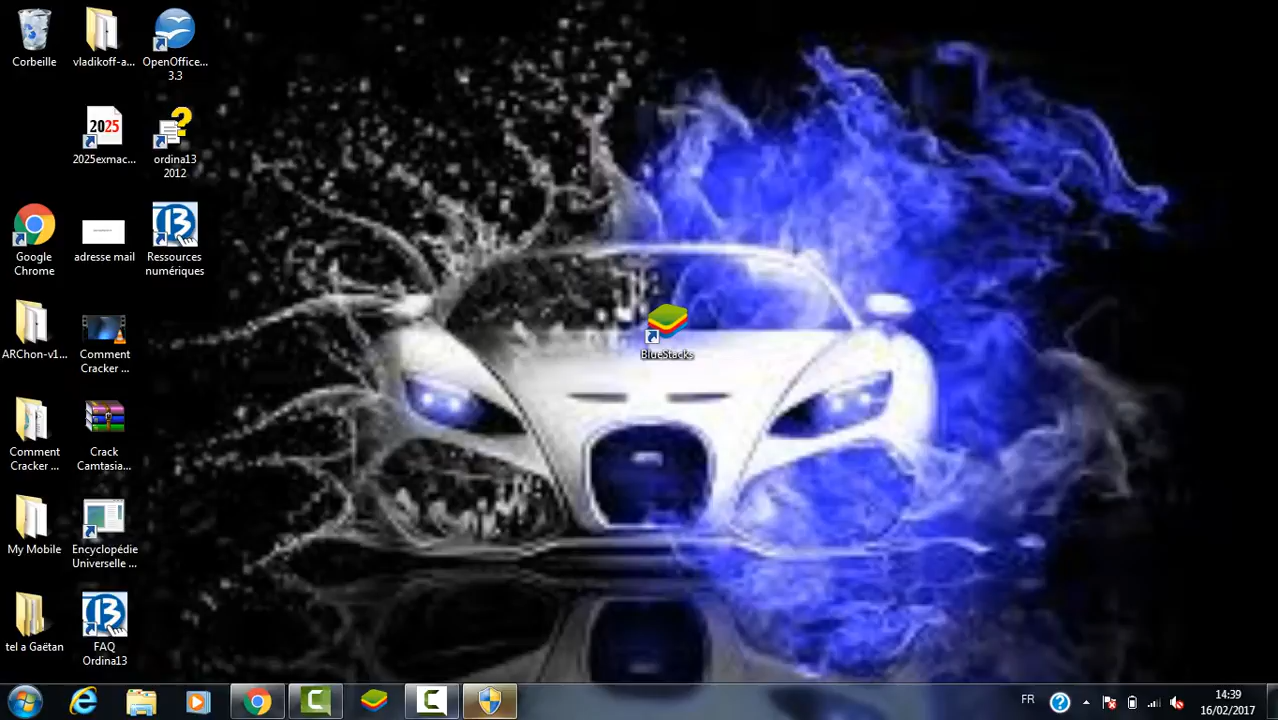 Corbeille
vladikoff-a...
OpenOffice...
3.3
2025
2025exmac...
ordina13
2012
Google
Chrome
adresse mail
13
Ressources
numériques
ARChon-v1...
Comment
Cracker ...
BlueStacks
Comment
Cracker ...
Crack
Camtasia...
My Mobile
Encyclopédie
Universelle ...
tel a Gaëtan
13
FAQ
Ordina13
FR
14:39
16/02/2017